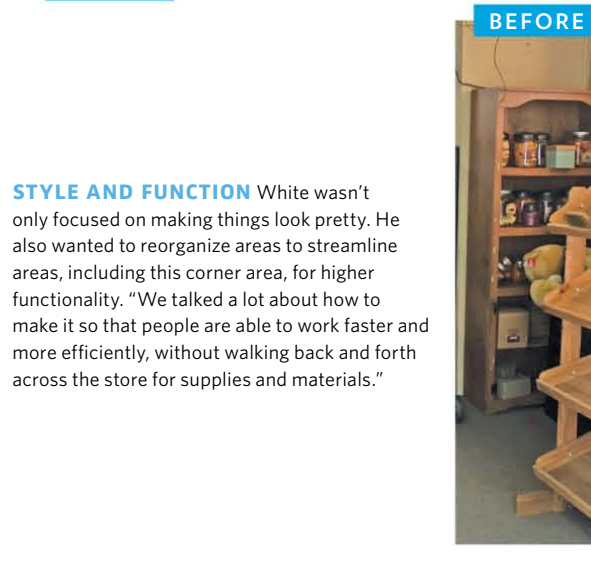 BEFORE
STYLE AND FUNCTION White wasn't
only focused on making things look pretty. He
also wanted to reorganize areas to streamline
areas, including this corner area, for higher
functionality. “We talked a lot about how to
make it so that people are able to work faster and
more efficiently, without walking back and forth
across the store for supplies and materials.”